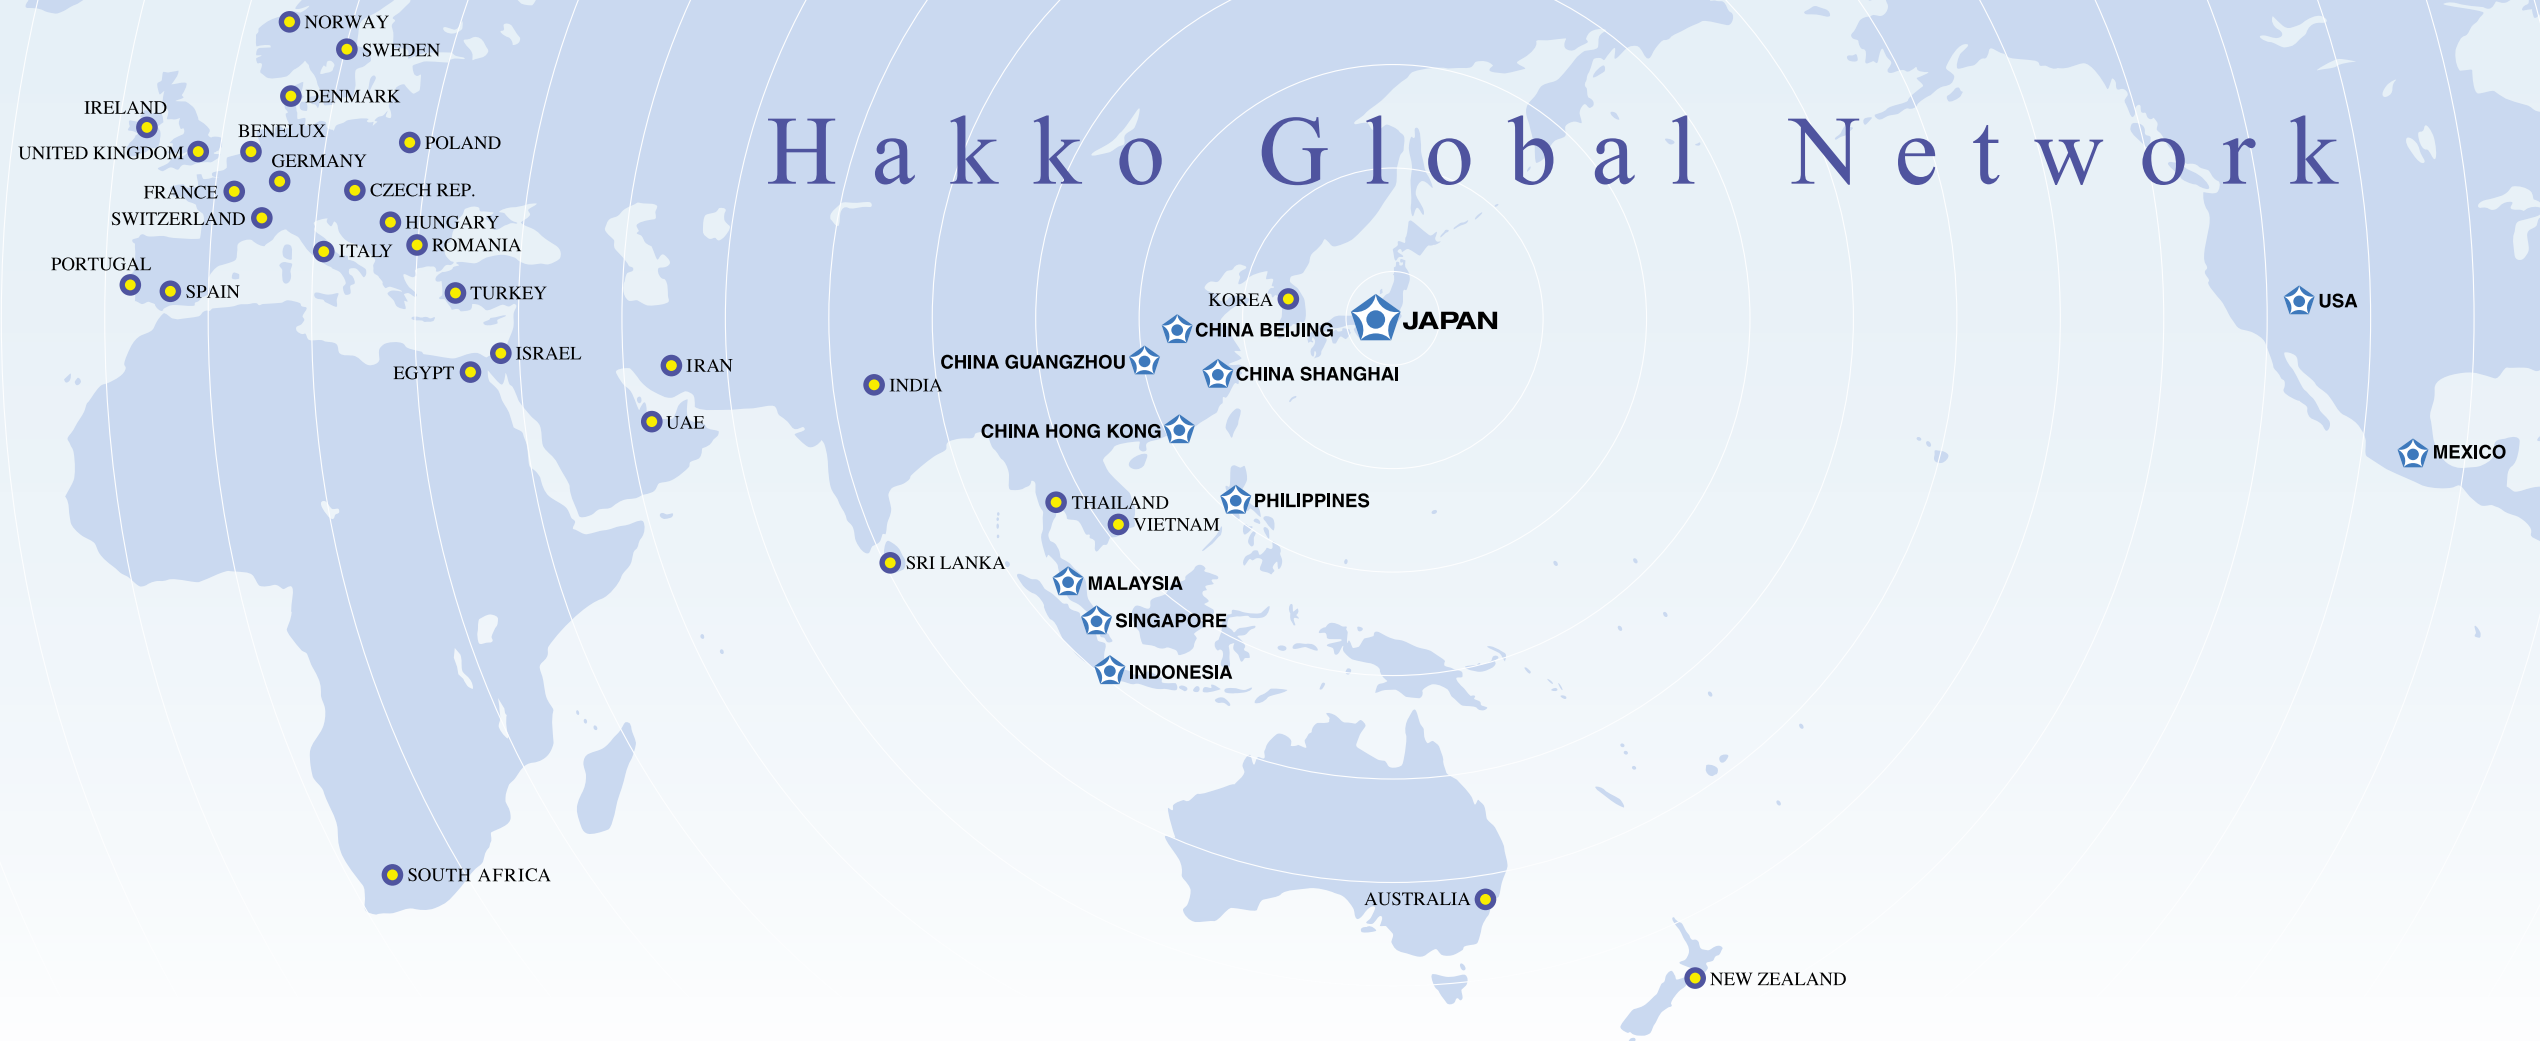 Hakko Global Network
NORWAY
SWEDEN
DENMARK
IRELAND
BENELUX
POLAND
UNITED KINGDOM
GERMANY
FRANCE
CZECH REP.
SWITZERLAND
HUNGARY
ITALY
ROMANIA
PORTUGAL
SPAIN
TURKEY
ISRAEL
EGYPT
IRAN
UAE
INDIA
SRI LANKA
SOUTH AFRICA
KOREA
JAPAN
CHINA BEIJING
CHINA GUANGZHOU
CHINA SHANGHAI
CHINA HONG KONG
THAILAND
VIETNAM
PHILIPPINES
MALAYSIA
SINGAPORE
INDONESIA
AUSTRALIA
NEW ZEALAND
USA
MEXICO